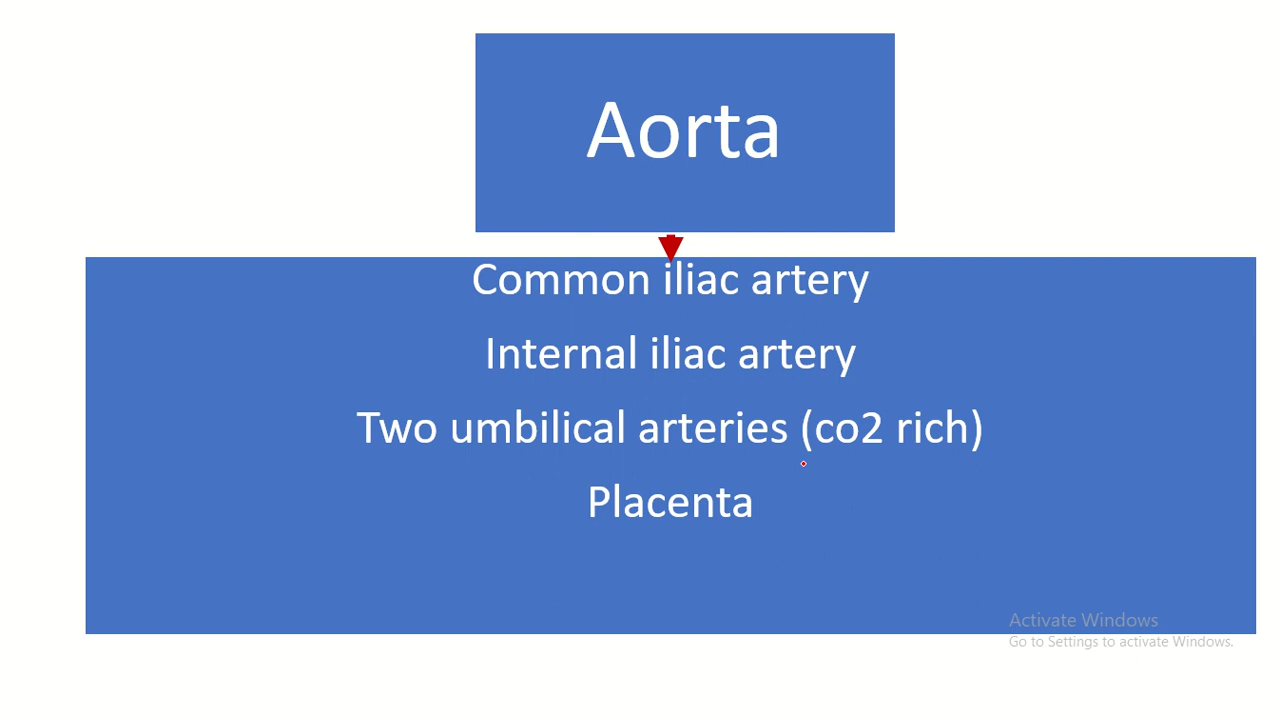 Aorta
Common iliac artery
Internal iliac artery
Two umbilical arteries (co2 rich)
Placenta
Activate Windows
Go to Settings to activate Windows.